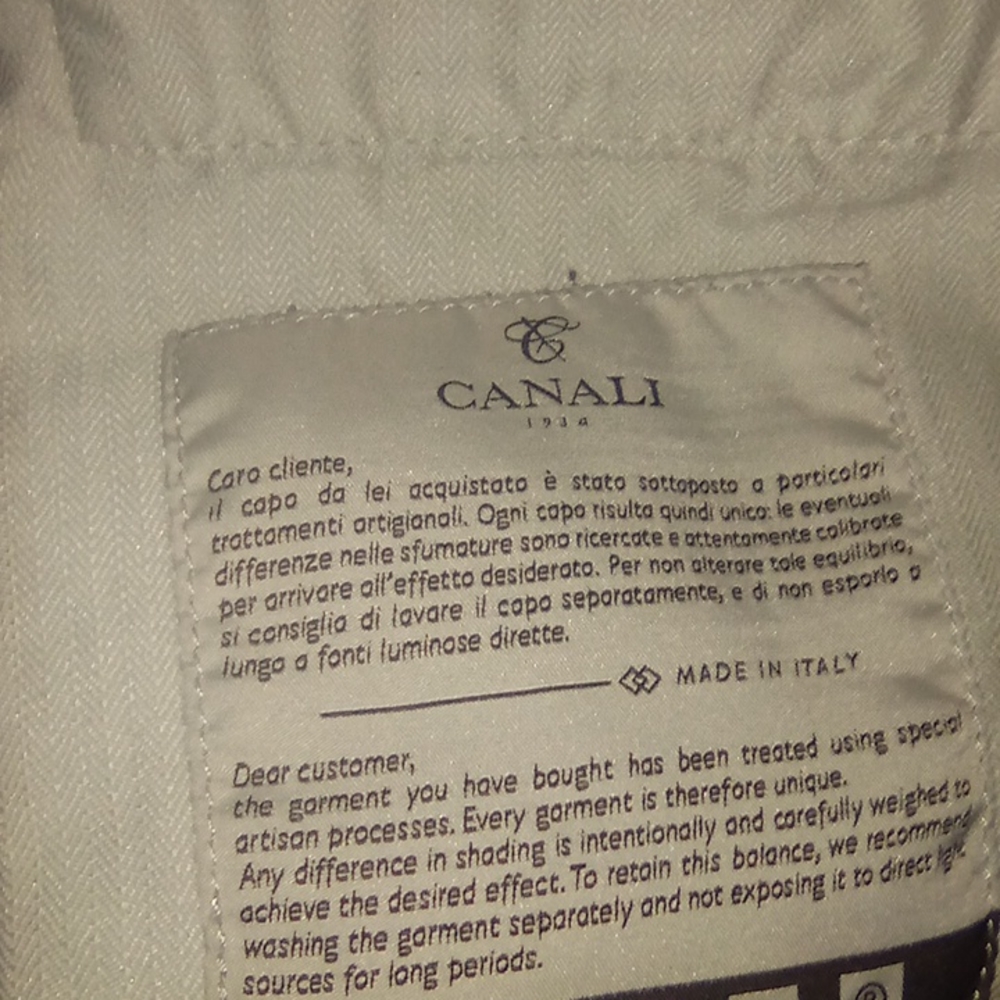 CANALI
1934
Caro cliente,
il capo da lei acquistato è stato sottoposto a particolari
trattamenti artigianali. Ogni capo risulta quindi unico: le eventuali
differenze nelle sfumature sono ricercate e attentamente calibrate
per arrivare all'effetto desiderato. Per non alterare tale equilibrio,
si consiglia di lavare il capo separatamente, e di non esporlo a
lungo a fonti luminose dirette.
MADE IN ITALY
Dear customer,
the garment you have bought has been treated using special
artisan processes. Every garment is therefore unique.
Any difference in shading is intentionally and carefully weighed to
achieve the desired effect. To retain this balance, we recommend
washing the garment separately and not exposing it to direct light
sources for long periods.